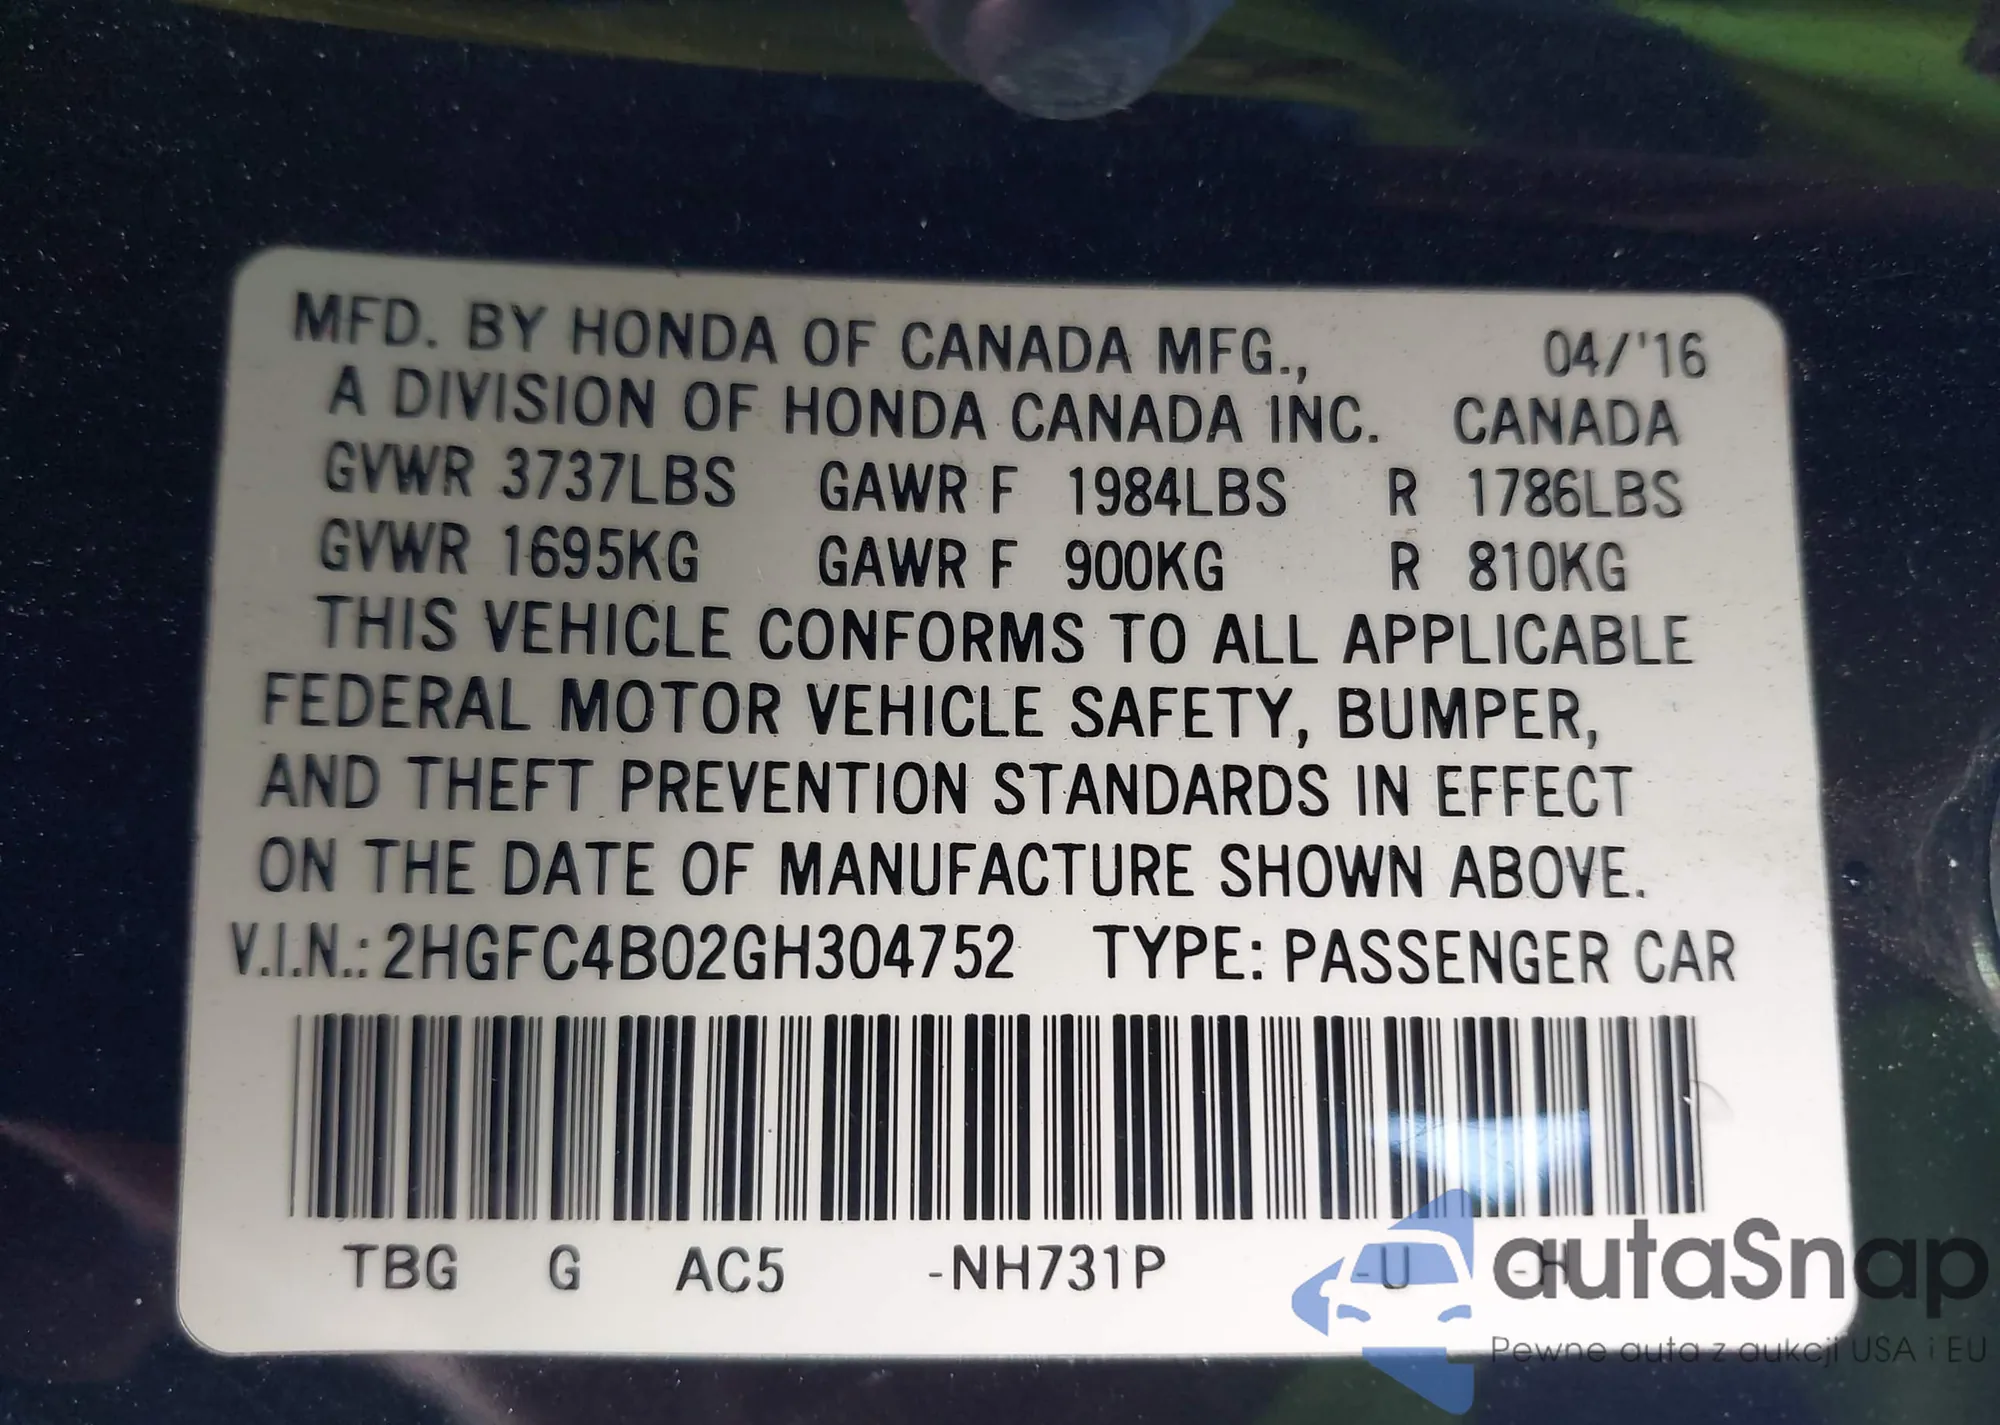 MFD. BY HONDA OF CANADA MFG., 04/'16
A DIVISION OF HONDA CANADA INC. CANADA
GVWR 3737LBS GAWR F 1984LBS R 1786LBS
GVWR 1695KG GAWR F 900KG R 810KG
THIS VEHICLE CONFORMS TO ALL APPLICABLE
FEDERAL MOTOR VEHICLE SAFETY, BUMPER,
AND THEFT PREVENTION STANDARDS IN EFFECT
ON THE DATE OF MANUFACTURE SHOWN ABOVE.
V.I.N.: 2HGFC4B02GH304752 TYPE: PASSENGER CAR
TBG G AC5 -NH731P -U -H
autaSnap
Pewne auta z aukcji USA i EU